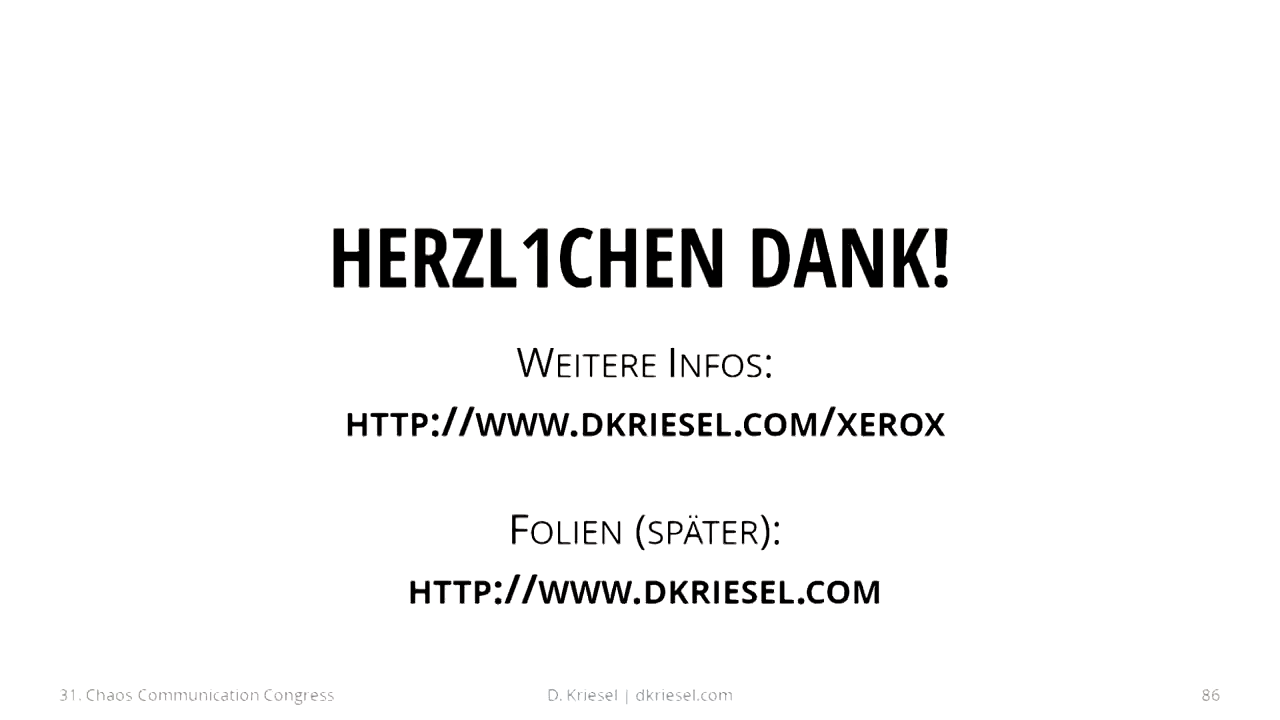 HERZL1CHEN DANK!
Weitere Infos:
http://www.dkriesel.com/xerox
Folien (später):
http://www.dkriesel.com
31. Chaos Communication Congress
D. Kriesel | dkriesel.com
86